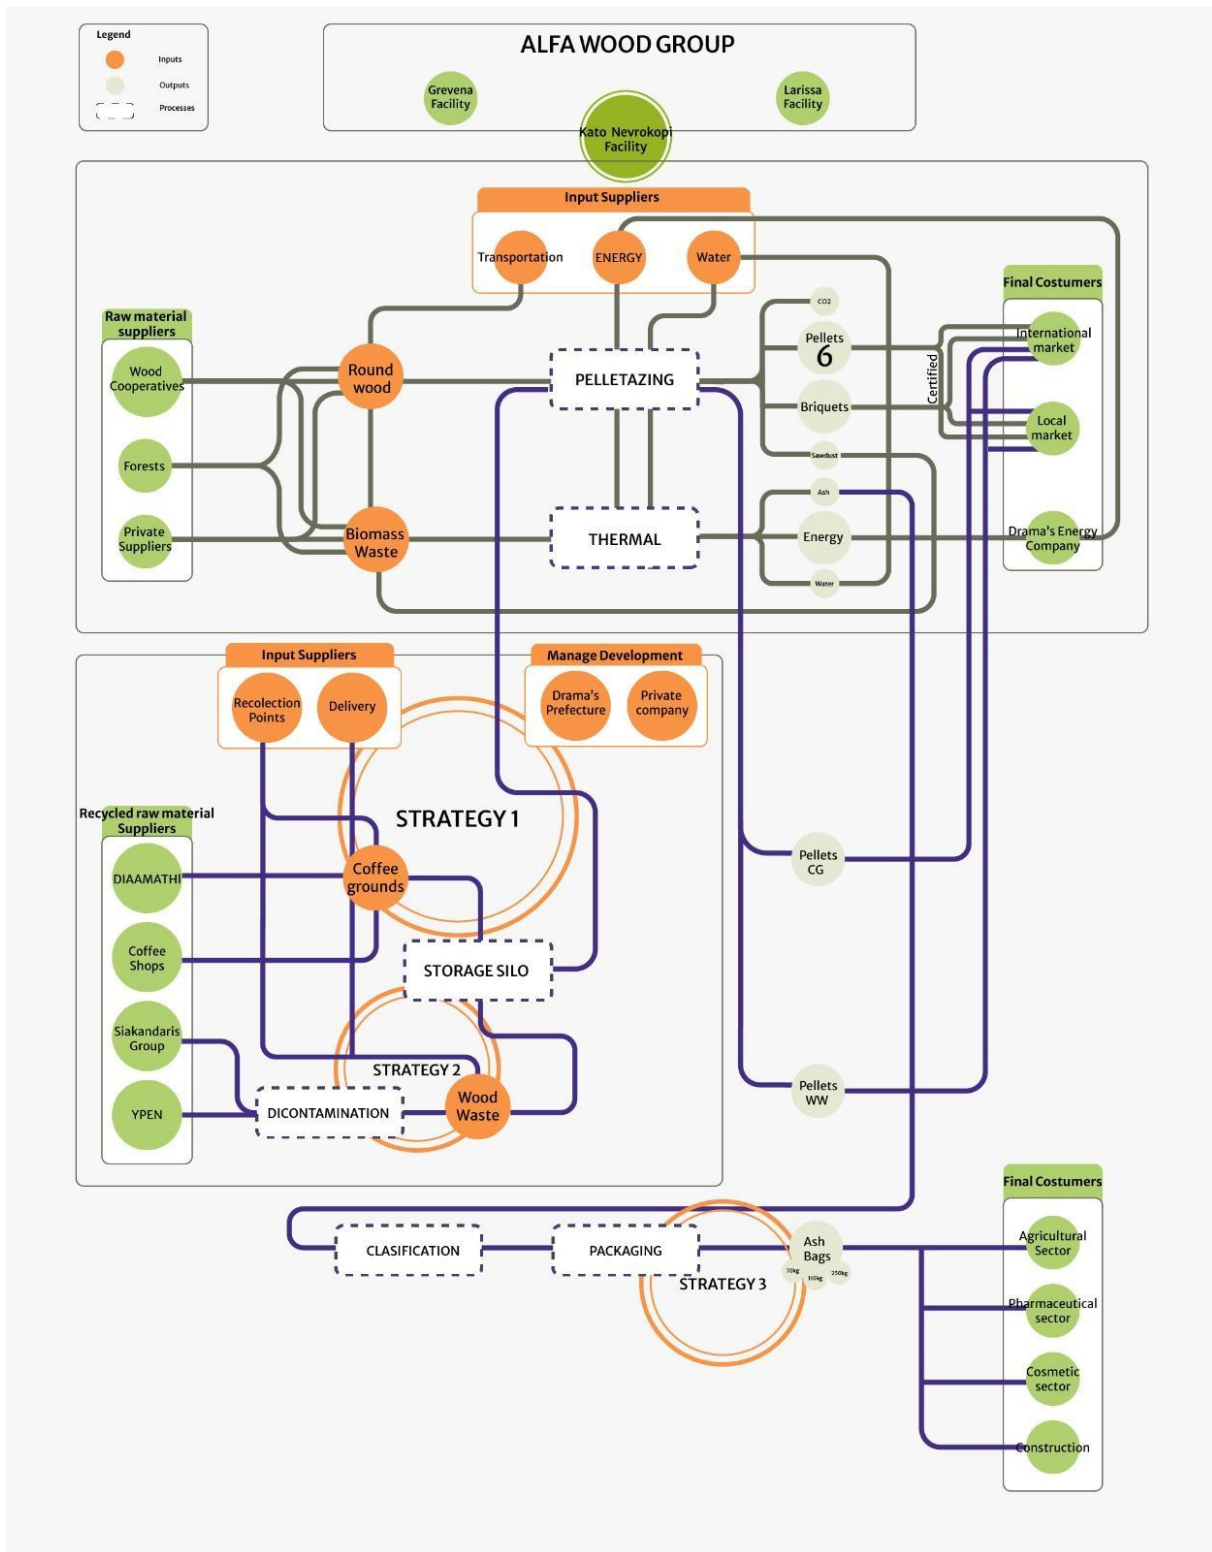 Legend
Inputs
Outputs
Processes
ALFA WOOD GROUP
Grevena
Facility
Larissa
Facility
Kato Nevrokopi
Facility
Input Suppliers
Transportation
ENERGY
Water
Raw material
suppliers
Wood
Cooperatives
Forests
Private
Suppliers
Round
wood
Biomass
Waste
PELLETAZING
THERMAL
CO2
Pellets
6
Briquets
Sawdust
Ash
Energy
Water
Certified
Final Costumers
International
market
Local
market
Drama's Energy
Company
Input Suppliers
Recolection
Points
Delivery
Manage Development
Drama's
Prefecture
Private
company
STRATEGY 1
Recycled raw material
Suppliers
DIAAMATHI
Coffee
Shops
Siakandaris
Group
YPEN
Coffee
grounds
STORAGE SILO
STRATEGY 2
DICONTAMINATION
Wood
Waste
Pellets
CG
Pellets
WW
CLASIFICATION
PACKAGING
STRATEGY 3
Ash
Bags
70kg
110kg
250kg
Final Costumers
Agricultural
Sector
Pharmaceutical
sector
Cosmetic
sector
Construction